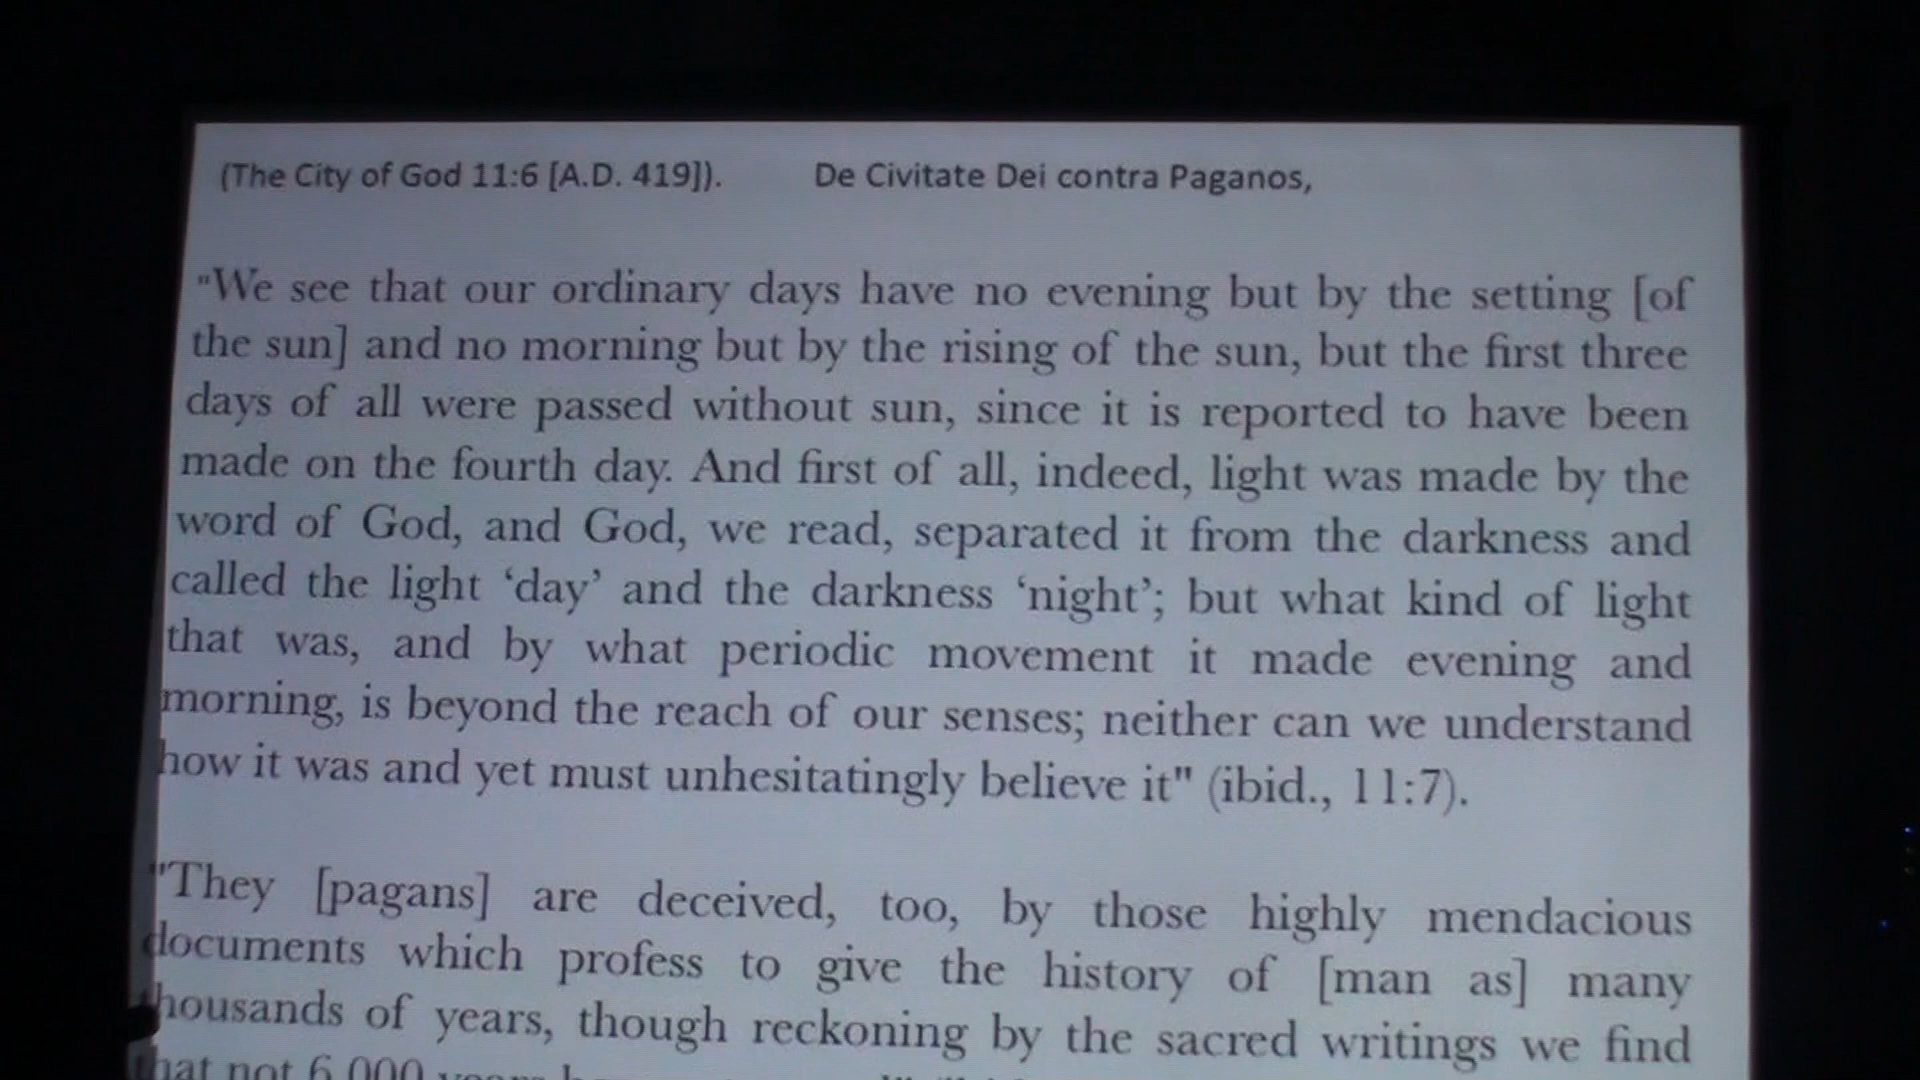 (The City of God 11:6 [A.D. 419]). De Civitate Dei contra Paganos,
"We see that our ordinary days have no evening but by the setting [of
the sun] and no morning but by the rising of the sun, but the first three
days of all were passed without sun, since it is reported to have been
made on the fourth day. And first of all, indeed, light was made by the
word of God, and God, we read, separated it from the darkness and
called the light ‘day’ and the darkness ‘night’; but what kind of light
that was, and by what periodic movement it made evening and
morning, is beyond the reach of our senses; neither can we understand
how it was and yet must unhesitatingly believe it" (ibid., 11:7).
"They [pagans] are deceived, too, by those highly mendacious
documents which profess to give the history of [man as] many
thousands of years, though reckoning by the sacred writings we find
that not 6,000 years